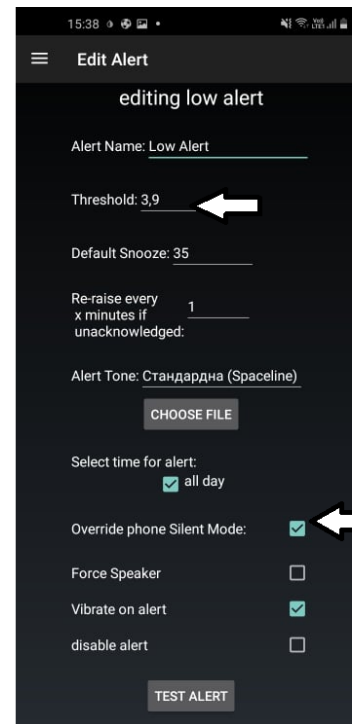 15:38
Edit Alert
editing low alert
Alert Name: Low Alert
Threshold: 3,9
Default Snooze: 35
Re-raise every
x minutes if
unacknowledged:
1
Alert Tone: Стандардна (Spaceline)
CHOOSE FILE
Select time for alert:
all day
Override phone Silent Mode:
Force Speaker
Vibrate on alert
disable alert
TEST ALERT